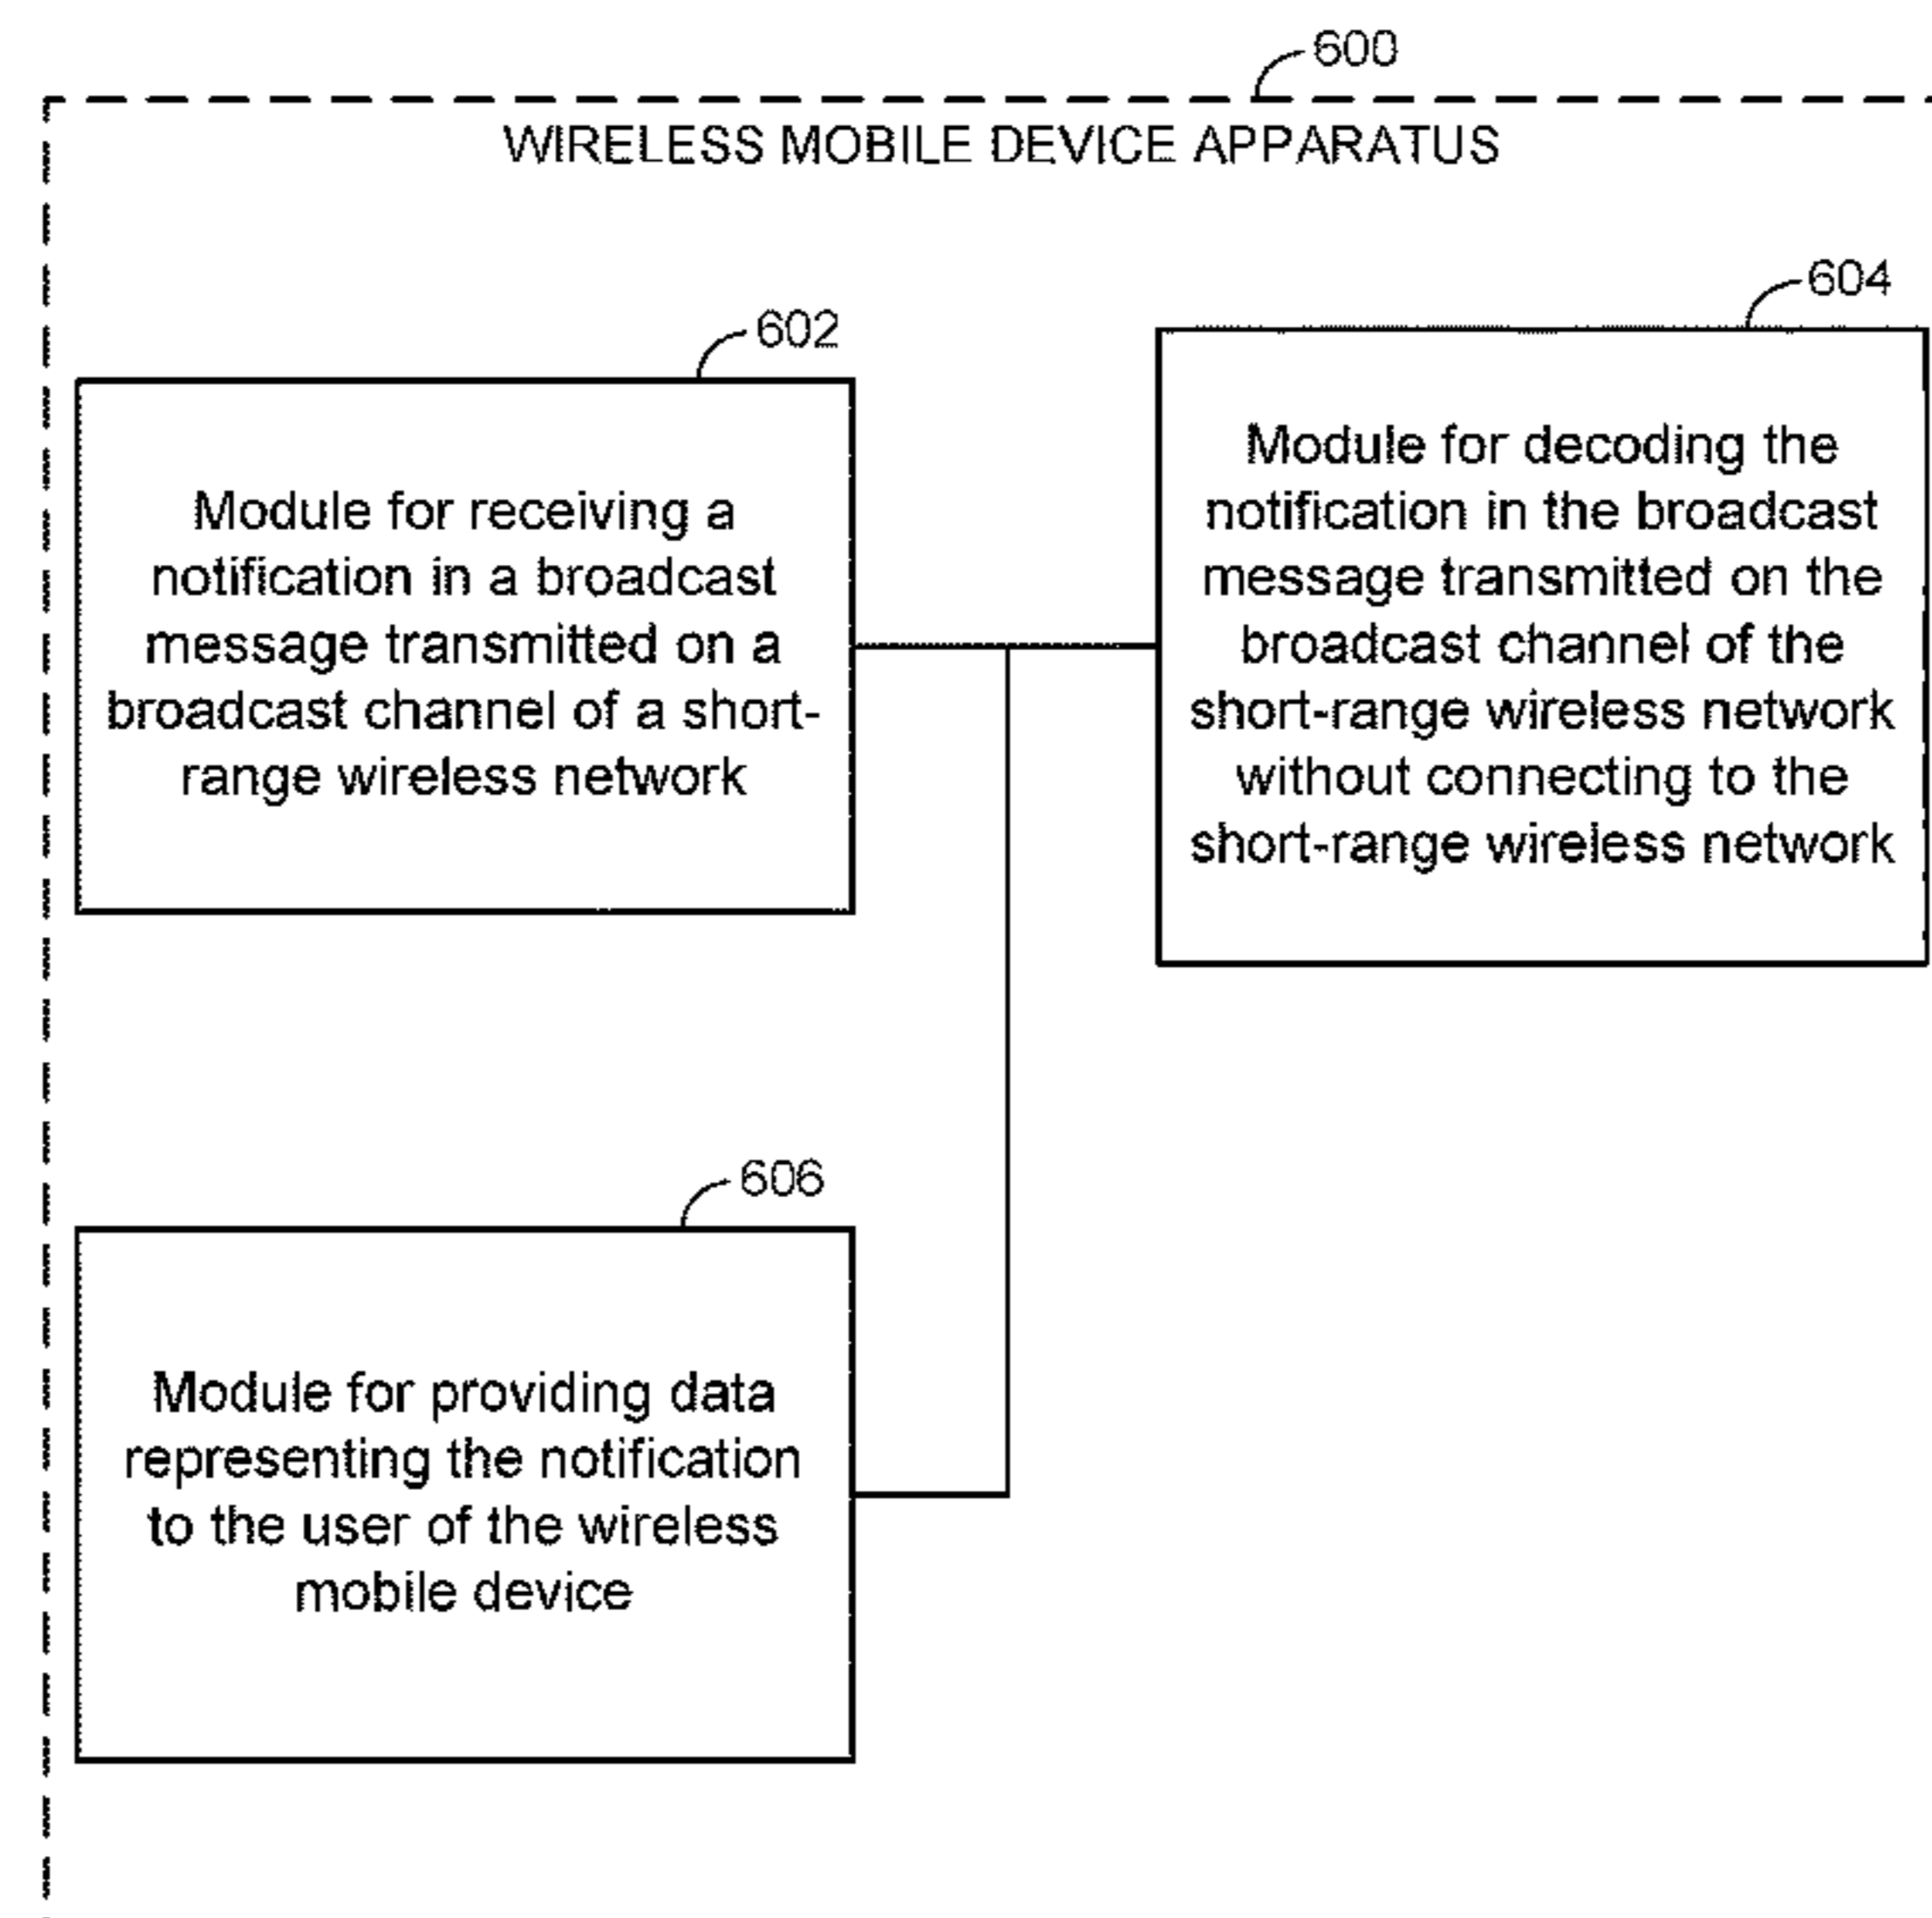 600
WIRELESS MOBILE DEVICE APPARATUS
602
Module for receiving a
notification in a broadcast
message transmitted on a
broadcast channel of a short-
range wireless network
604
Module for decoding the
notification in the broadcast
message transmitted on the
broadcast channel of the
short-range wireless network
without connecting to the
short-range wireless network
606
Module for providing data
representing the notification
to the user of the wireless
mobile device